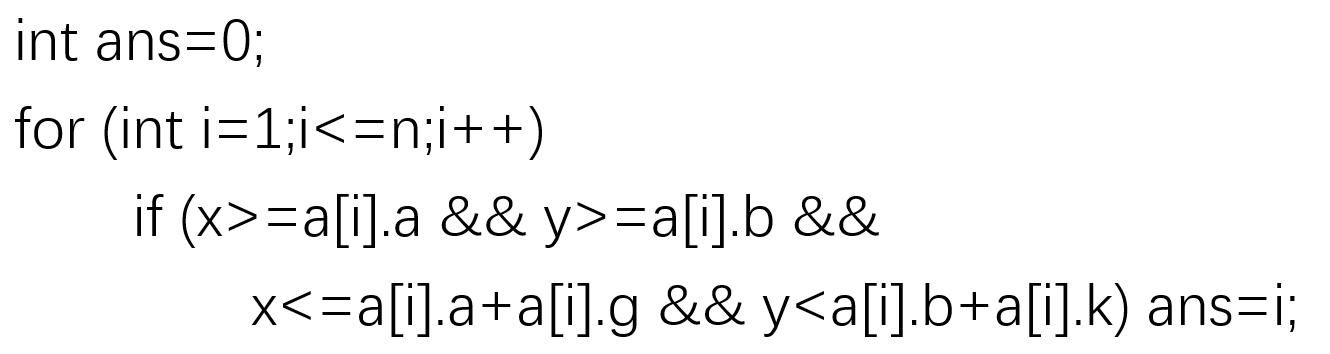 int ans=0;
for (int i=1;i<=n;i++)
if (x>=a[i].a && y>=a[i].b &&
x<=a[i].a+a[i].g && y<a[i].b+a[i].k) ans=i;